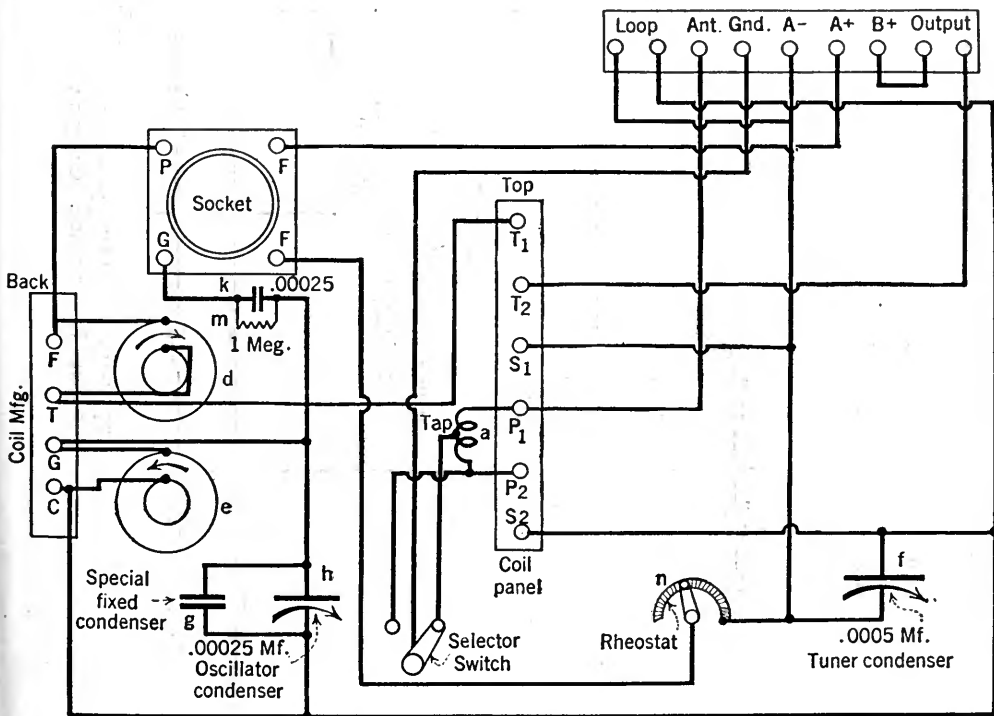 Loop Ant. Gnd. A- A+ B+ Output
P F
Socket
G F
k .00025
m
1 Meg.
Top
T1
T2
S1
P1
P2
S2
Coil
panel
Tap a
Back
F
T
G
C
Coil Mfg.
d
e
Special
fixed
condenser
g
h
.00025 Mf.
Oscillator
condenser
Selector
Switch
n
Rheostat
f
.0005 Mf.
Tuner condenser